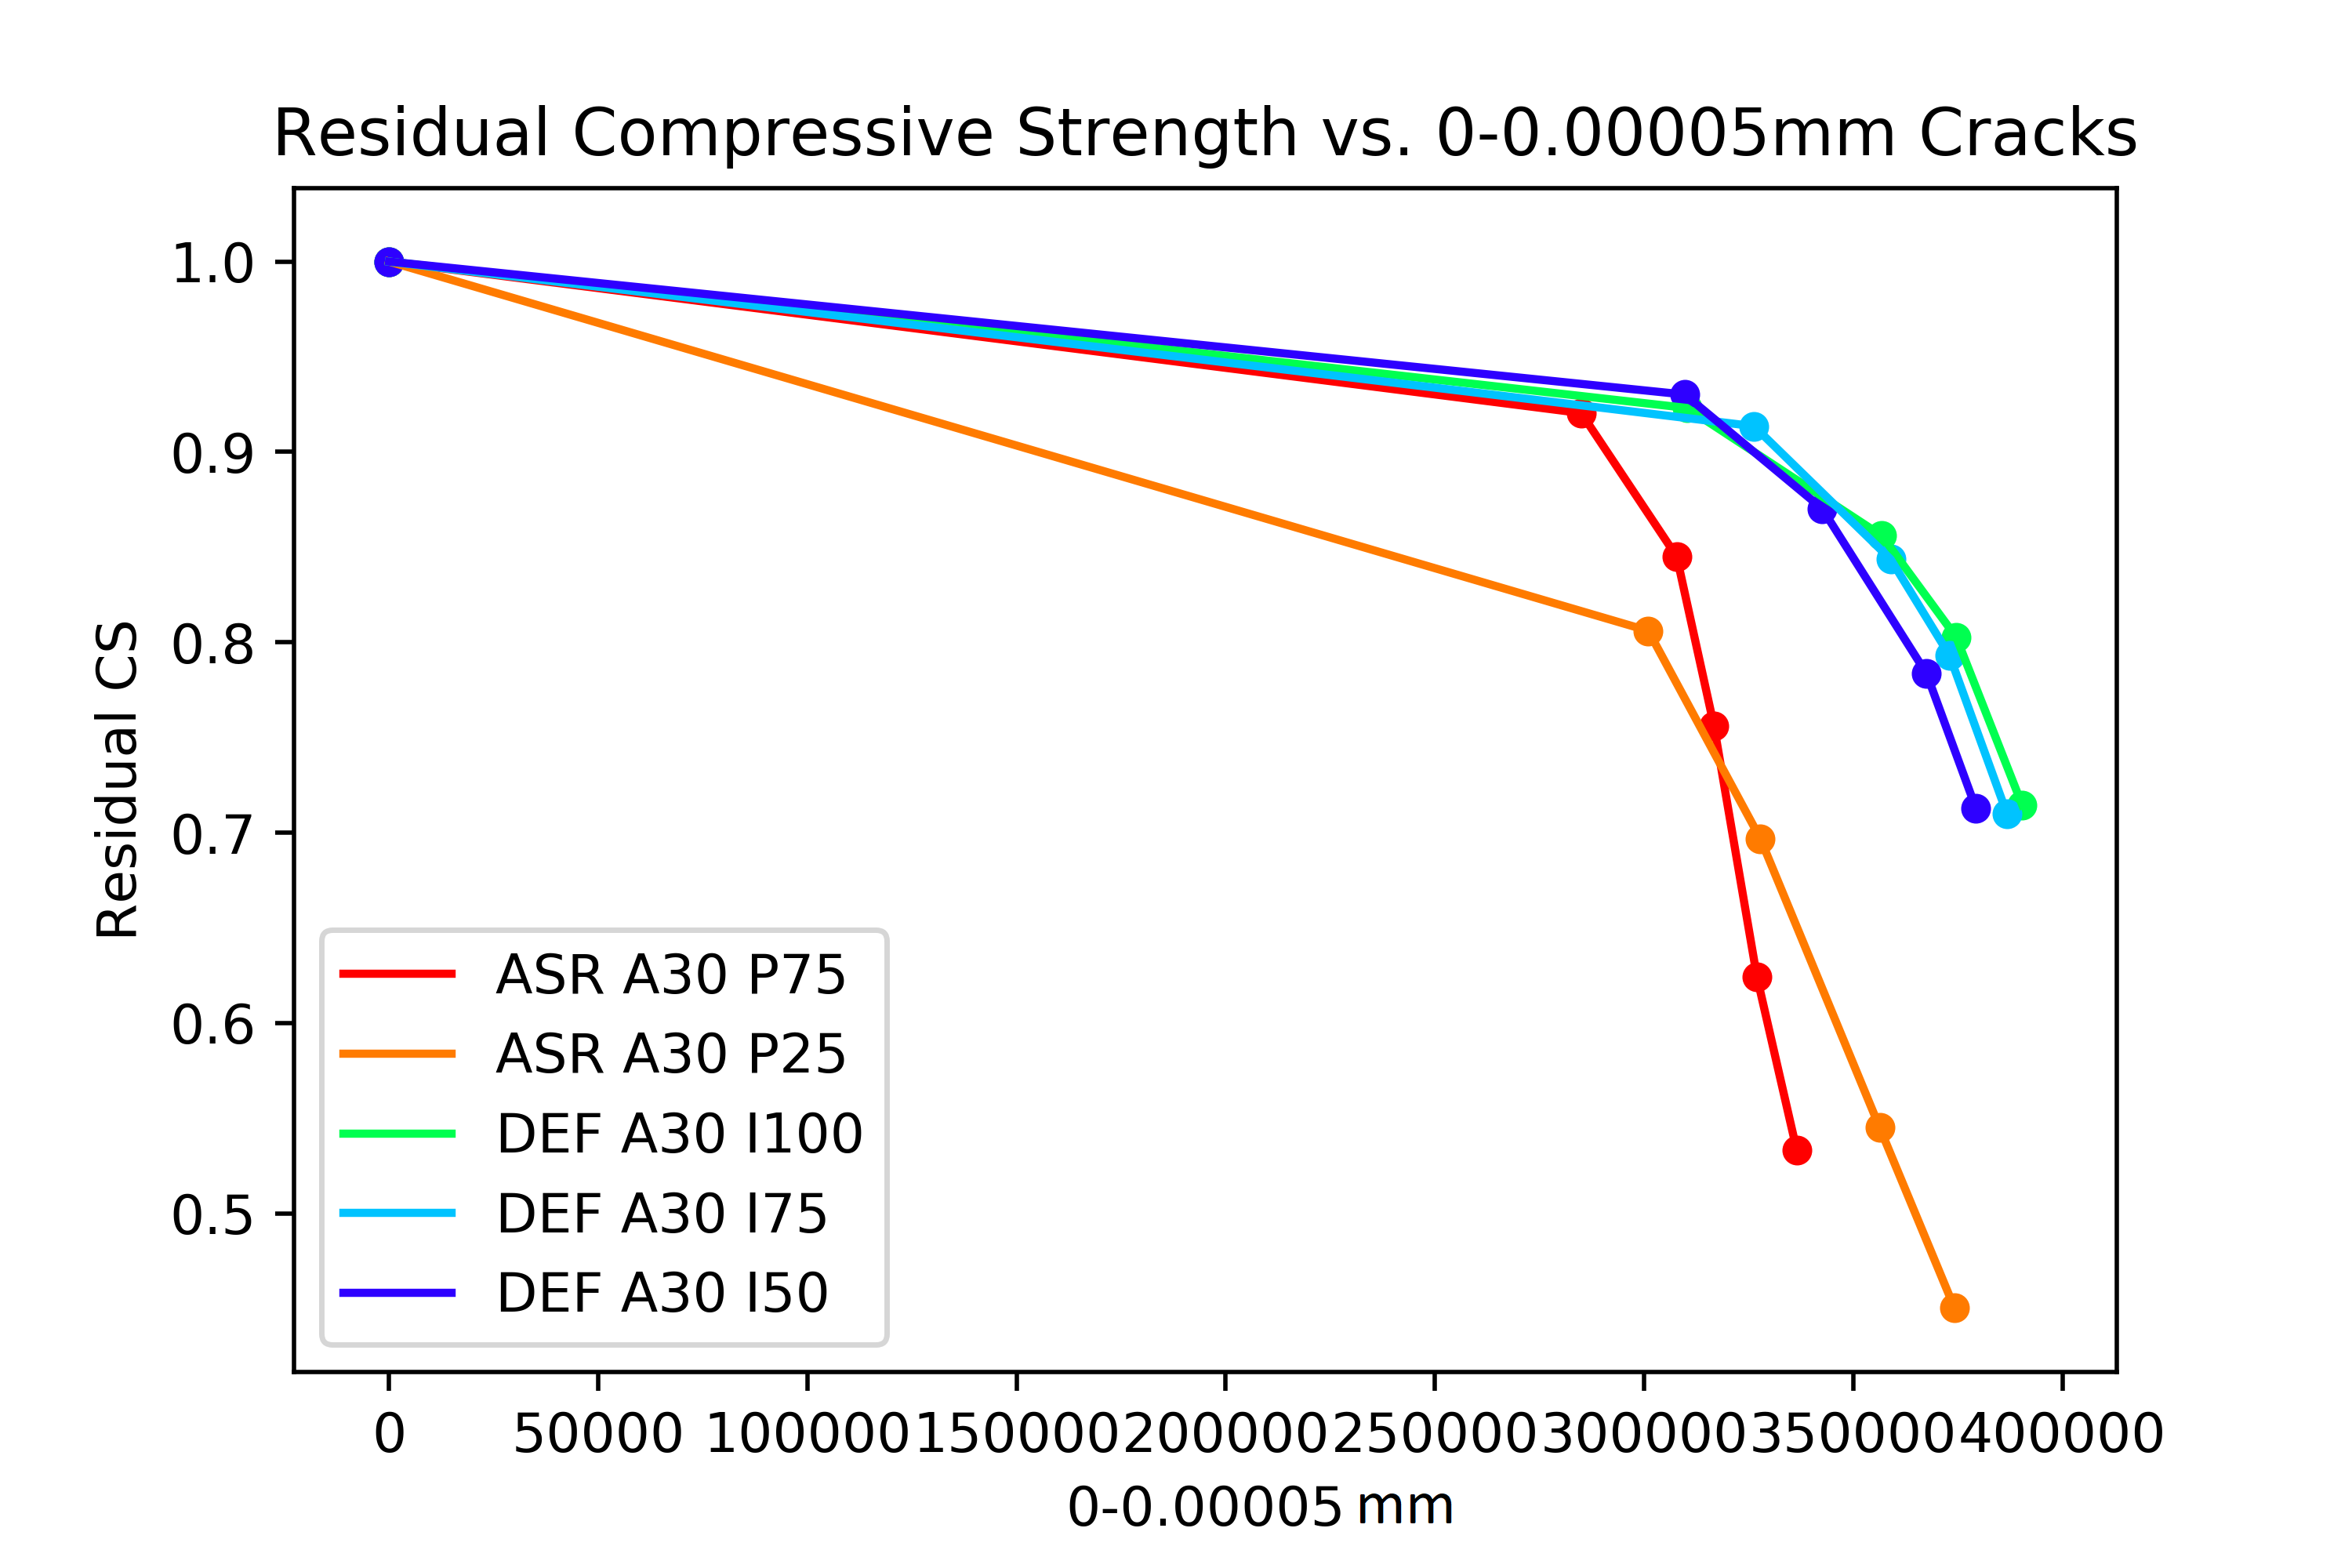 Residual Compressive Strength vs. 0-0.00005mm Cracks
1.0
0.9
0.8
0.7
0.6
0.5
Residual CS
ASR A30 P75
ASR A30 P25
DEF A30 I100
DEF A30 I75
DEF A30 I50
0 50000 100000 150000 200000 250000 300000 350000 400000
0-0.00005 mm